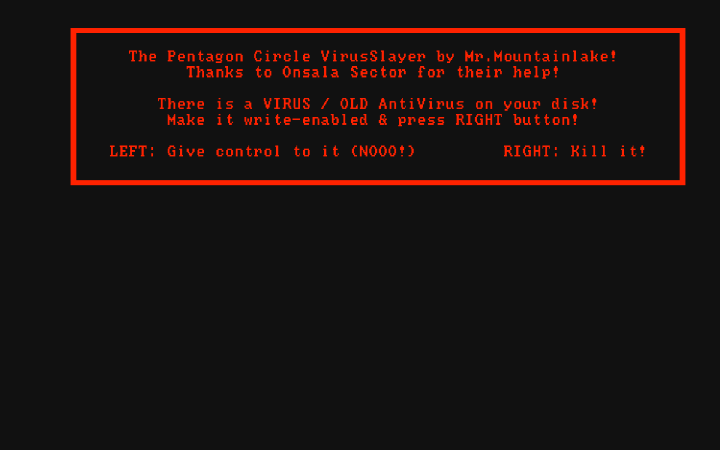 The Pentagon Circle VirusSlayer by Mr.Mountainlake!
Thanks to Onsala Sector for their help!
There is a VIRUS / OLD AntiVirus on your disk!
Make it write-enabled & press RIGHT button!
LEFT: Give control to it (NOOO!) RIGHT: Kill it!